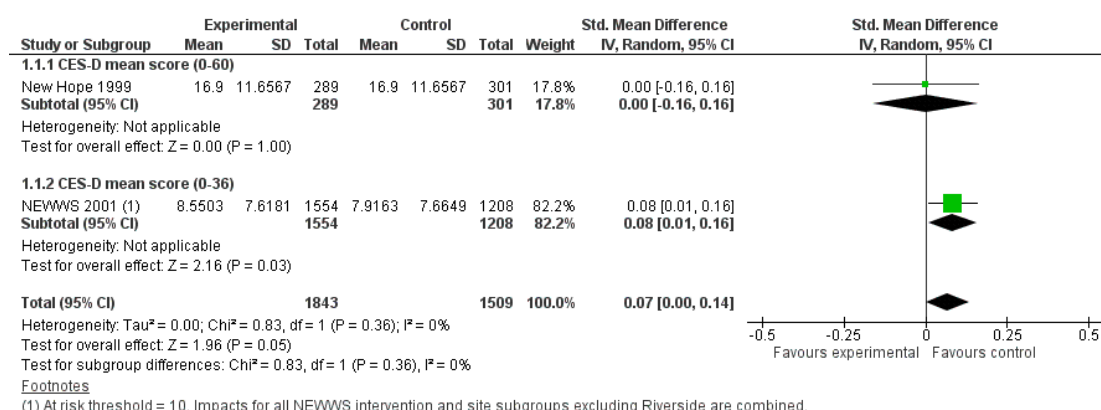 Experimental Control Std. Mean Difference Std. Mean Difference
Study or Subgroup Mean SD Total Mean SD Total Weight IV, Random, 95% CI IV, Random, 95% CI
1.1.1 CES-D mean score (0-60)
New Hope 1999 16.9 11.6567 289 16.9 11.6567 301 17.8% 0.00 [-0.16, 0.16]
Subtotal (95% CI) 289 301 17.8% 0.00 [-0.16, 0.16]
Heterogeneity: Not applicable
Test for overall effect: Z = 0.00 (P = 1.00)
1.1.2 CES-D mean score (0-36)
NEWWS 2001 (1) 8.5503 7.6181 1554 7.9163 7.6649 1208 82.2% 0.08 [0.01, 0.16]
Subtotal (95% CI) 1554 1208 82.2% 0.08 [0.01, 0.16]
Heterogeneity: Not applicable
Test for overall effect: Z = 2.16 (P = 0.03)
Total (95% CI) 1843 1509 100.0% 0.07 [0.00, 0.14]
Heterogeneity: Tau² = 0.00; Chi² = 0.83, df = 1 (P = 0.36); I² = 0%
Test for overall effect: Z = 1.96 (P = 0.05)
Test for subgroup differences: Chi² = 0.83, df = 1 (P = 0.36), I² = 0%
-0.5 -0.25 0 0.25 0.5
Favours experimental Favours control
Footnotes
(1) At risk threshold = 10. Impacts for all NEWWS intervention and site subgroups excluding Riverside are combined.